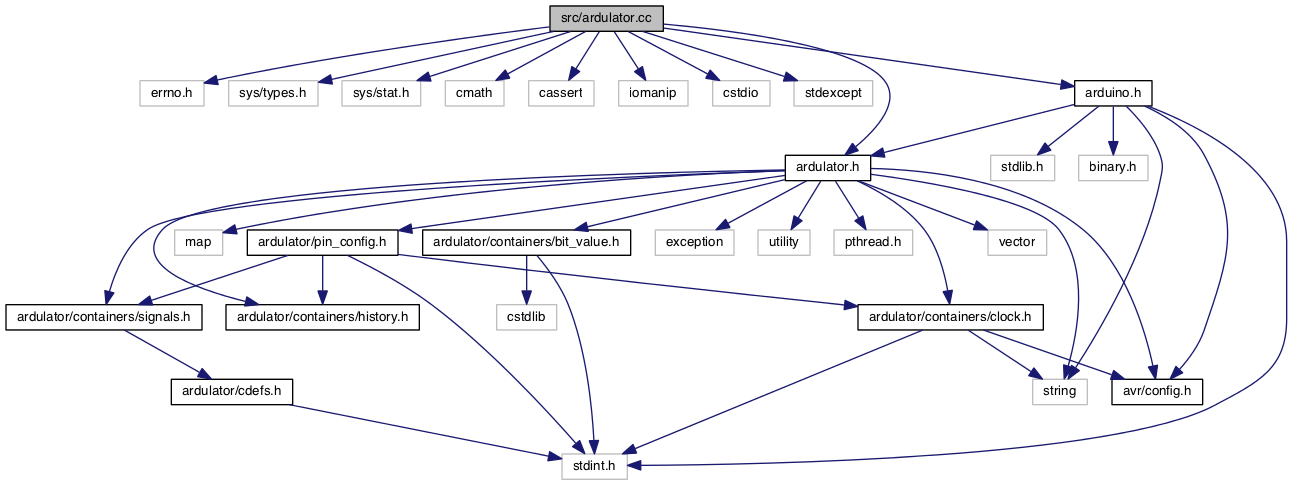 src/ardulator.cc
errno.h
sys/types.h
sys/stat.h
cmath
cassert
iomanip
cstdio
stdexcept
arduino.h
ardulator.h
stdlib.h
binary.h
map
ardulator/pin_config.h
ardulator/containers/bit_value.h
exception
utility
pthread.h
vector
ardulator/containers/signals.h
ardulator/containers/history.h
cstdlib
ardulator/containers/clock.h
ardulator/cdefs.h
string
avr/config.h
stdint.h